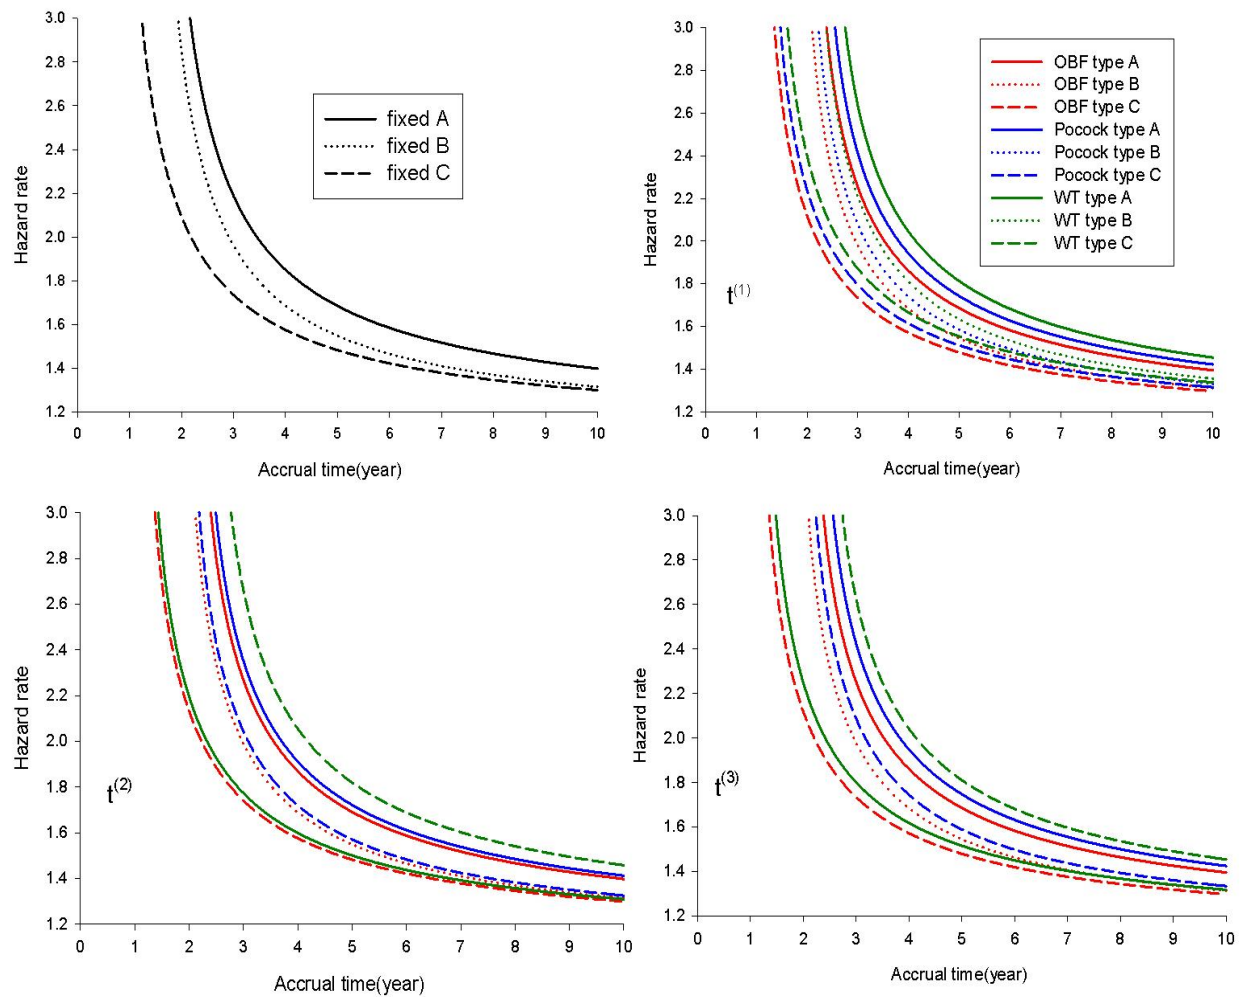 3.0
2.8
2.6
2.4
2.2
2.0
1.8
1.6
1.4
1.2
Hazard rate
0 1 2 3 4 5 6 7 8 9 10
Accrual time(year)
fixed A
fixed B
fixed C
3.0
2.8
2.6
2.4
2.2
2.0
1.8
1.6
1.4
1.2
Hazard rate
0 1 2 3 4 5 6 7 8 9 10
Accrual time(year)
t(1)
OBF type A
OBF type B
OBF type C
Pocock type A
Pocock type B
Pocock type C
WT type A
WT type B
WT type C
3.0
2.8
2.6
2.4
2.2
2.0
1.8
1.6
1.4
1.2
Hazard rate
0 1 2 3 4 5 6 7 8 9 10
Accrual time(year)
t(2)
3.0
2.8
2.6
2.4
2.2
2.0
1.8
1.6
1.4
1.2
Hazard rate
0 1 2 3 4 5 6 7 8 9 10
Accrual time(year)
t(3)